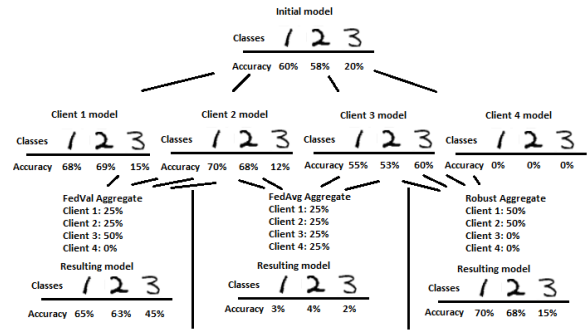 Initial model
Classes 1 2 3
Accuracy 60% 58% 20%
Client 1 model
Classes 1 2 3
Accuracy 68% 69% 15%
Client 2 model
Classes 1 2 3
Accuracy 70% 68% 12%
Client 3 model
Classes 1 2 3
Accuracy 55% 53% 60%
Client 4 model
Classes 1 2 3
Accuracy 0% 0% 0%
FedVal Aggregate
Client 1: 25%
Client 2: 25%
Client 3: 50%
Client 4: 0%
Resulting model
Classes 1 2 3
Accuracy 65% 63% 45%
FedAvg Aggregate
Client 1: 25%
Client 2: 25%
Client 3: 25%
Client 4: 25%
Resulting model
Classes 1 2 3
Accuracy 3% 4% 2%
Robust Aggregate
Client 1: 50%
Client 2: 50%
Client 3: 0%
Client 4: 0%
Resulting model
Classes 1 2 3
Accuracy 70% 68% 15%